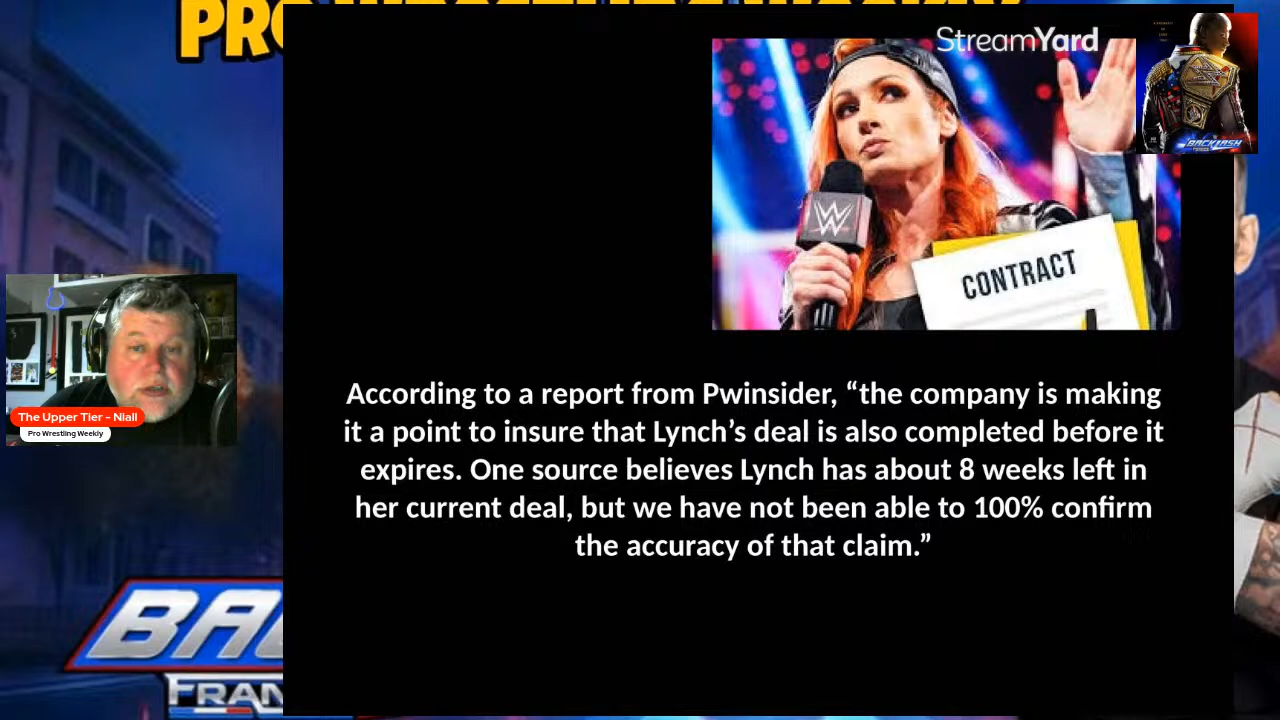 StreamYard
CONTRACT
BACKLASH
According to a report from Pwinsider, “the company is making
it a point to insure that Lynch’s deal is also completed before it
expires. One source believes Lynch has about 8 weeks left in
her current deal, but we have not been able to 100% confirm
the accuracy of that claim.”
The Upper Tier - Niall
Pro Wrestling Weekly
BA
FRAN